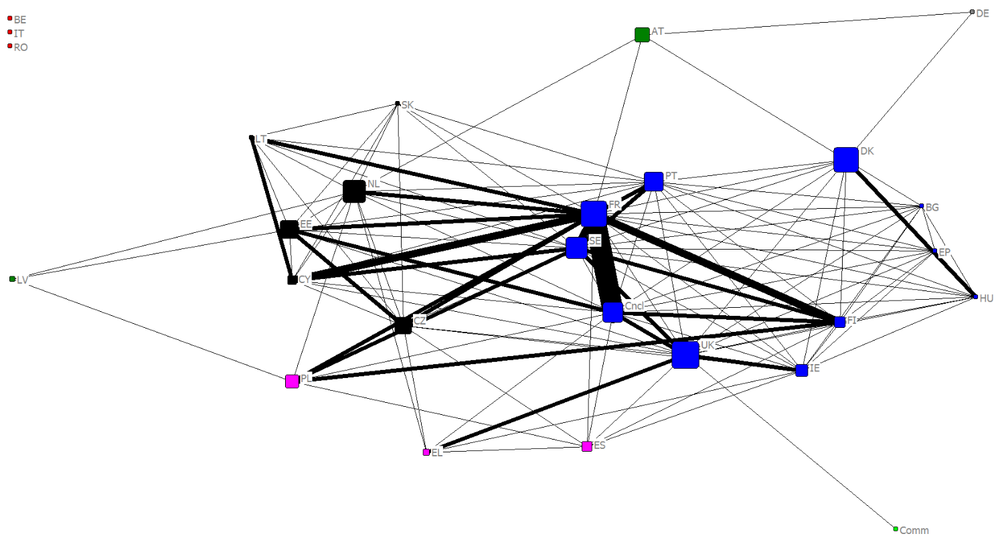 DE
BE
AT
IT
RO
SK
LT
DK
PT
NL
FR
BG
EE
SE
EP
CY
LV
HU
Cncl
CZ
FI
UK
IE
PL
ES
EL
Comm